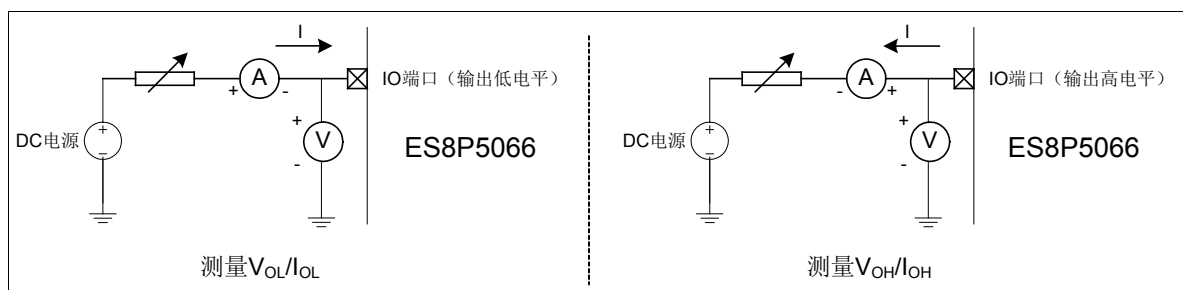 I
A
+ -
IO端口（输出低电平）
DC电源
+
-
+
V
-
ES8P5066
测量VOL/IOL
I
A
- +
IO端口（输出高电平）
DC电源
+
-
+
V
-
ES8P5066
测量VOH/IOH